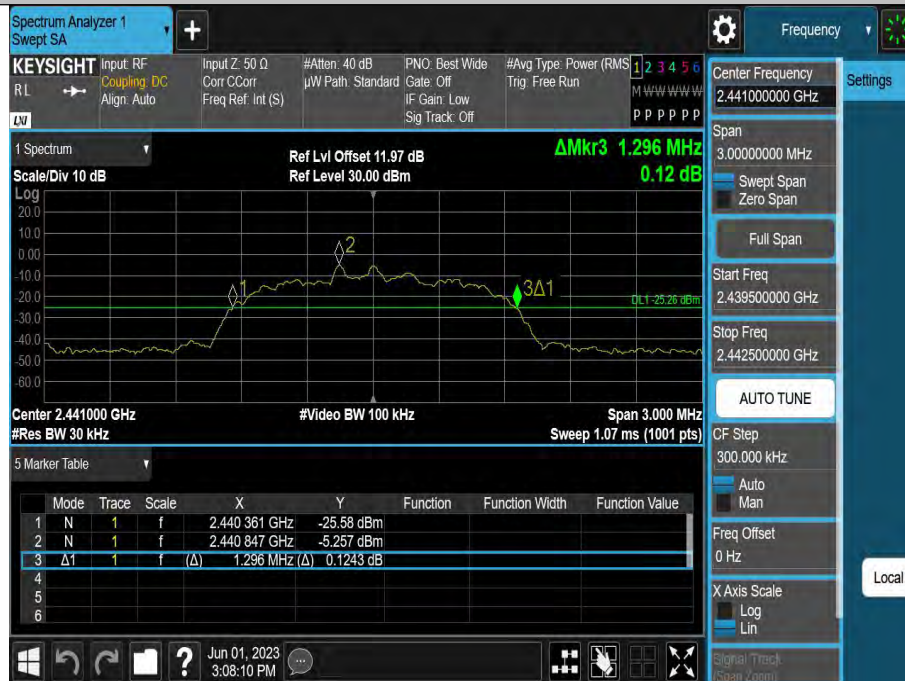 Spectrum Analyzer 1
Swept SA
+
Frequency
KEYSIGHT
RL
LXI
Input: RF
Coupling: DC
Align: Auto
Input Z: 50 Ω
Corr CCorr
Freq Ref: Int (S)
#Atten: 40 dB
µW Path: Standard
PNO: Best Wide
Gate: Off
IF Gain: Low
Sig Track: Off
#Avg Type: Power (RMS
Trig: Free Run
1 2 3 4 5 6
M W W W W W
P P P P P P
1 Spectrum
Scale/Div 10 dB
Ref Lvl Offset 11.97 dB
Ref Level 30.00 dBm
ΔMkr3 1.296 MHz
0.12 dB
Log
20.0
10.0
0.00
-10.0
-20.0
-30.0
-40.0
-50.0
-60.0
1
2
3Δ1
DL1 -25.26 dBm
Center 2.441000 GHz
#Res BW 30 kHz
#Video BW 100 kHz
Span 3.000 MHz
Sweep 1.07 ms (1001 pts)
5 Marker Table
Mode Trace Scale X Y Function Function Width Function Value
1 N 1 f 2.440 361 GHz -25.58 dBm
2 N 1 f 2.440 847 GHz -5.257 dBm
3 Δ1 1 f (Δ) 1.296 MHz (Δ) 0.1243 dB
4
5
6
?
Jun 01, 2023
3:08:10 PM
Center Frequency
2.441000000 GHz
Settings
Span
3.00000000 MHz
Swept Span
Zero Span
Full Span
Start Freq
2.439500000 GHz
Stop Freq
2.442500000 GHz
AUTO TUNE
CF Step
300.000 kHz
Auto
Man
Freq Offset
0 Hz
Local
X Axis Scale
Log
Lin
Signal Track
(Span Zoom)